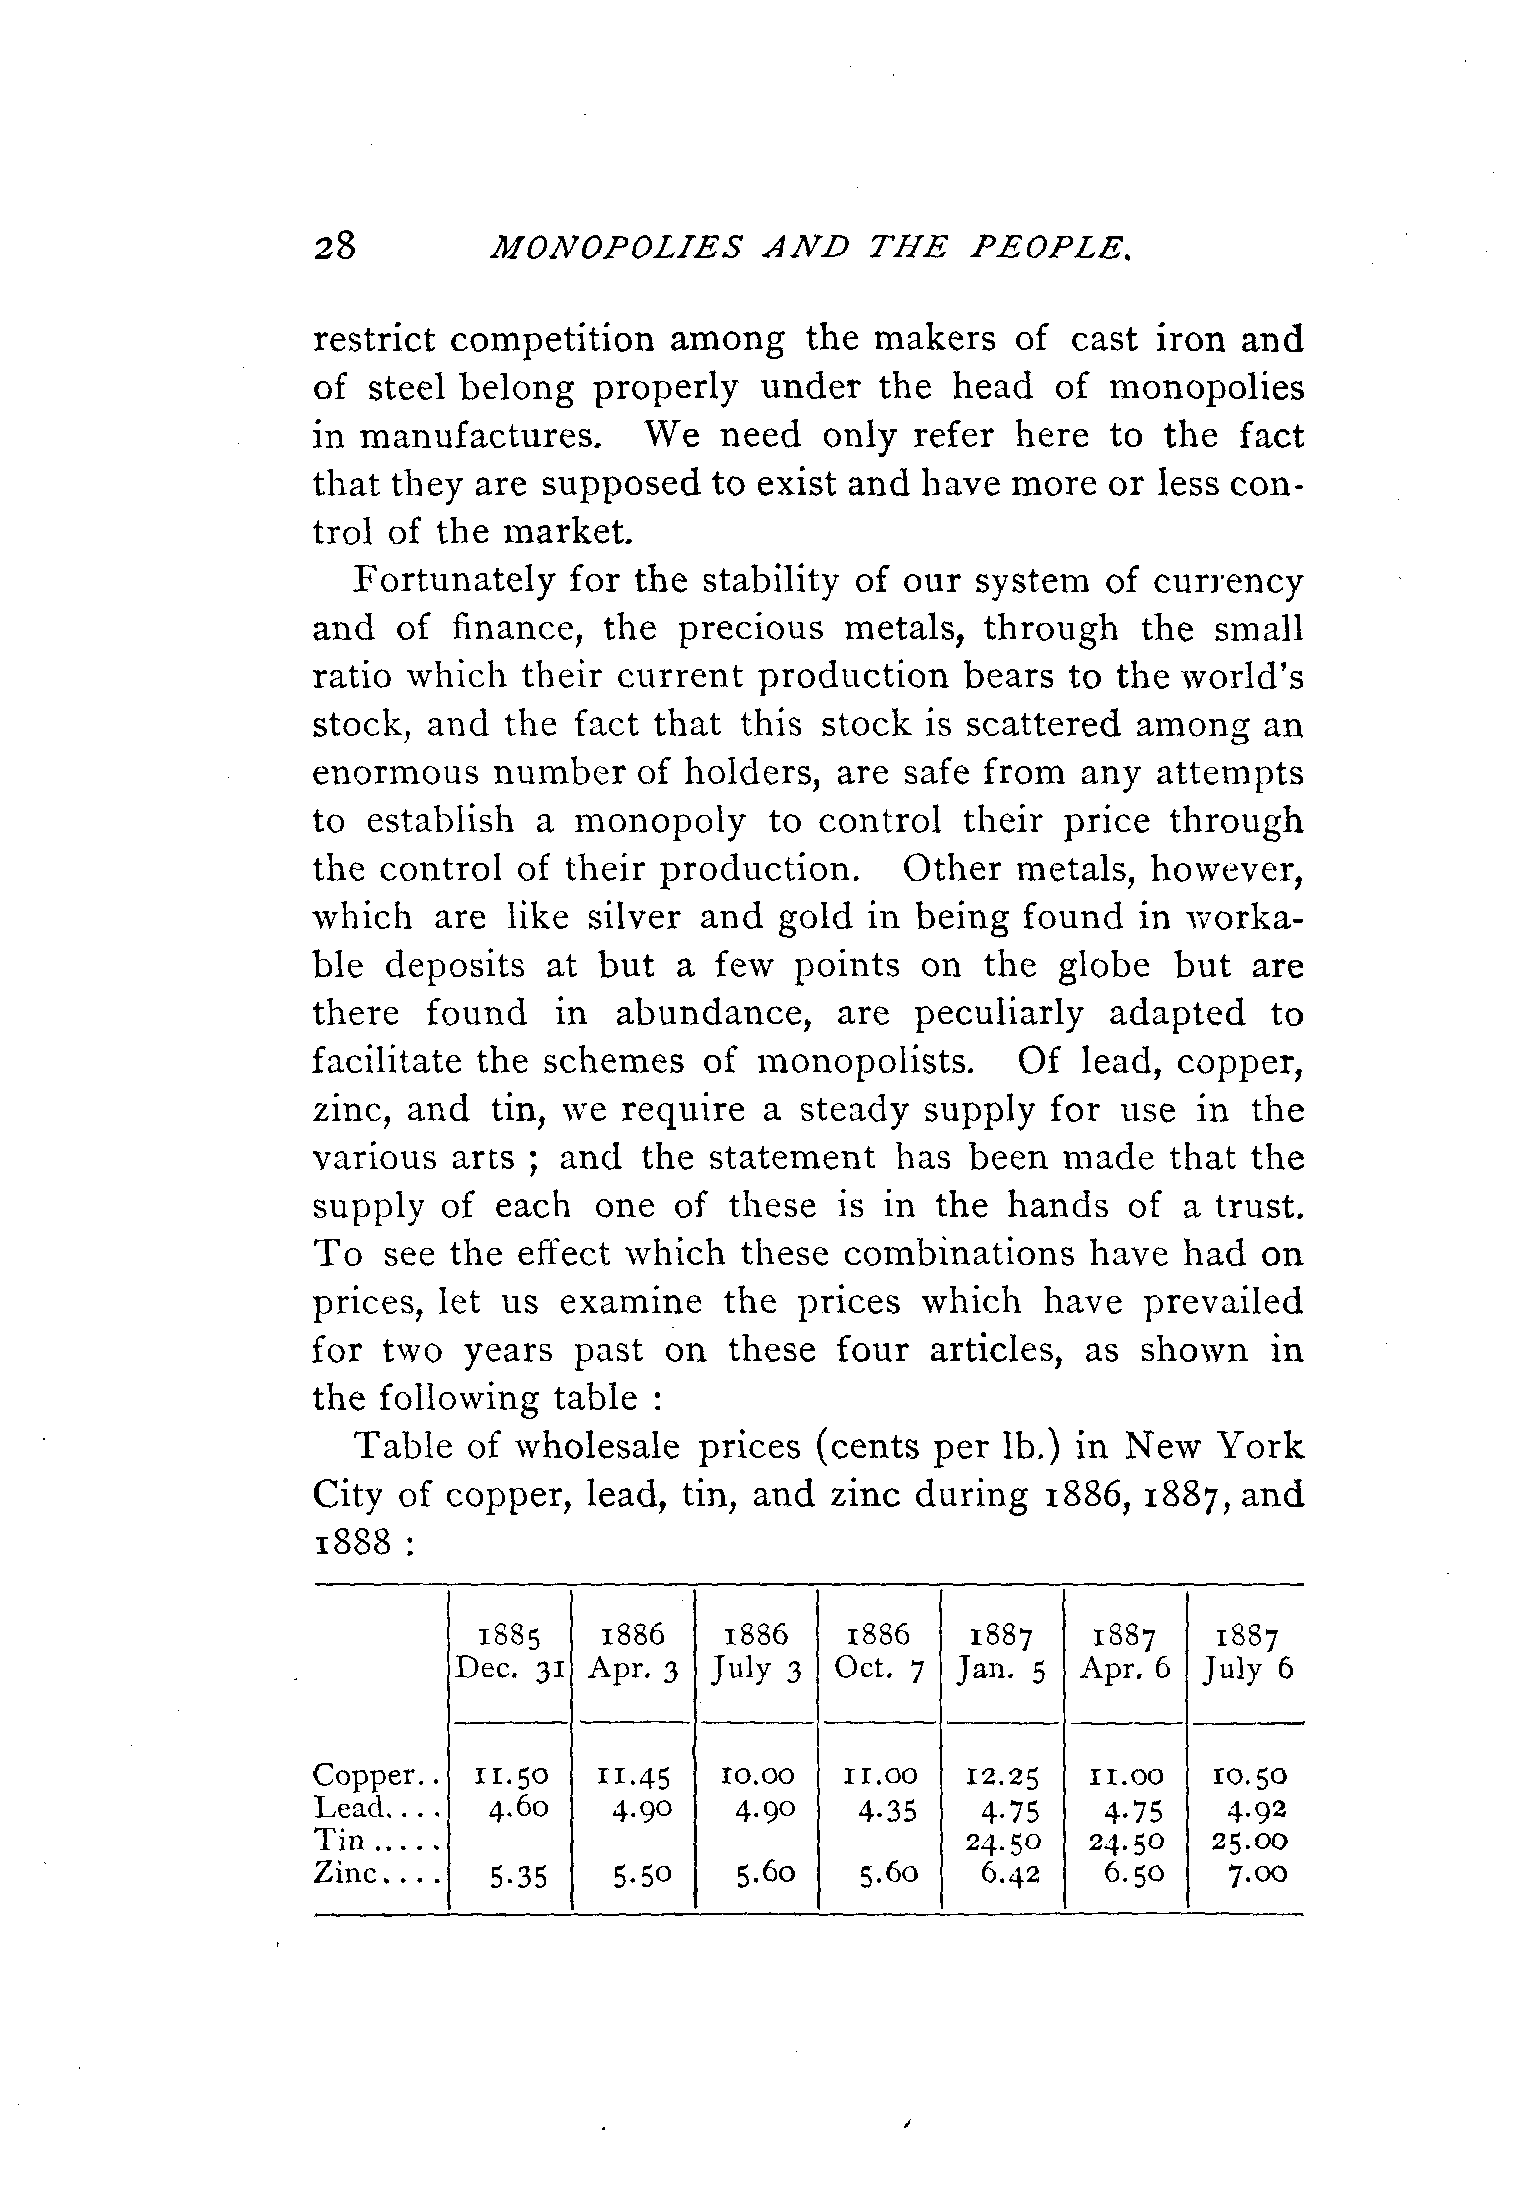 28 MONOPOLIES AND THE PEOPLE.
restrict competition among the makers of cast iron and
of steel belong properly under the head of monopolies
in manufactures. We need only refer here to the fact
that they are supposed to exist and have more or less con-
trol of the market.
Fortunately for the stability of our system of currency
and of finance, the precious metals, through the small
ratio which their current production bears to the world's
stock, and the fact that this stock is scattered among an
enormous number of holders, are safe from any attempts
to establish a monopoly to control their price through
the control of their production. Other metals, however,
which are like silver and gold in being found in worka-
ble deposits at but a few points on the globe but are
there found in abundance, are peculiarly adapted to
facilitate the schemes of monopolists. Of lead, copper,
zinc, and tin, we require a steady supply for use in the
various arts ; and the statement has been made that the
supply of each one of these is in the hands of a trust.
To see the effect which these combinations have had on
prices, let us examine the prices which have prevailed
for two years past on these four articles, as shown in
the following table :
Table of wholesale prices (cents per lb.) in New York
City of copper, lead, tin, and zinc during 1886, 1887, and
1888 :
1885 1886 1886 1886 1887 1887 1887
Dec. 31 Apr. 3 July 3 Oct. 7 Jan. 5 Apr. 6 July 6
Copper.. 11.50 11.45 10.00 11.00 12.25 11.00 10.50
Lead.... 4.60 4.90 4.90 4.35 4.75 4.75 4.92
Tin ..... 24.50 24.50 25.00
Zinc.... 5.35 5.50 5.60 5.60 6.42 6.50 7.00